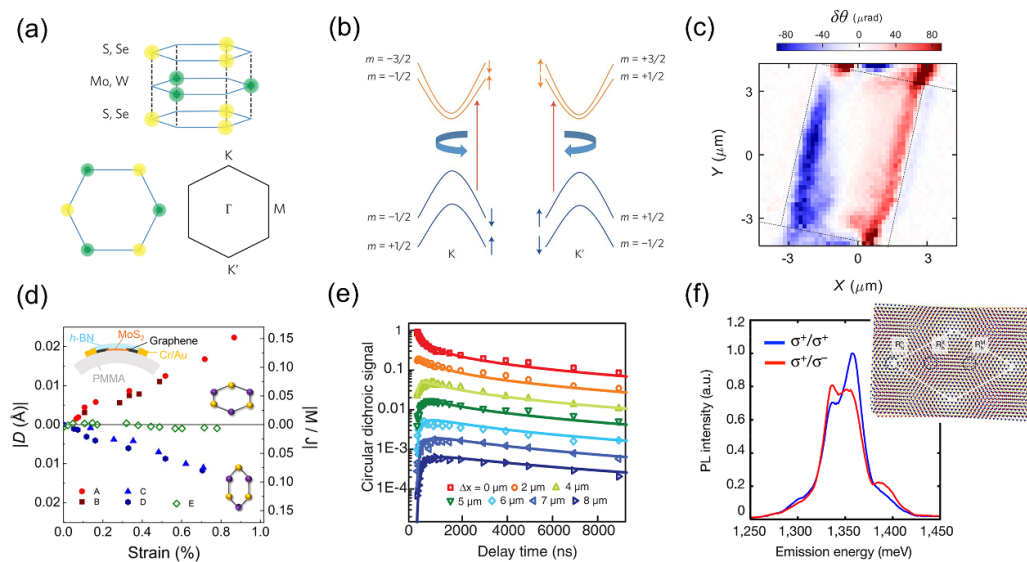 (a)
S, Se
Mo, W
S, Se
K
Γ
M
K'
(b)
m = −3/2
m = −1/2
m = +3/2
m = +1/2
m = −1/2
m = +1/2
K
K'
m = +1/2
m = −1/2
(c)
δθ (μrad)
-80 -40 0 40 80
Y (μm)
3
0
-3
-3 0 3
X (μm)
(d)
|D (Å)|
0.02
0.01
0.00
0.01
0.02
h-BN
MoS2
Graphene
Cr/Au
PMMA
0.15
0.10
0.05
0.00
0.05
0.10
0.15
A C E
B D
0.0 0.2 0.4 0.6 0.8 1.0
Strain (%)
(e)
Circular dichroic signal
1
0.1
0.01
1E-3
1E-4
Δx = 0 μm 2 μm 4 μm
5 μm 6 μm 7 μm 8 μm
0 2000 4000 6000 8000
Delay time (ns)
(f)
PL intensity (a.u.)
1.2
1.0
0.8
0.6
0.4
0.2
0
σ+/σ+
σ+/σ−
1,250 1,300 1,350 1,400 1,450
Emission energy (meV)